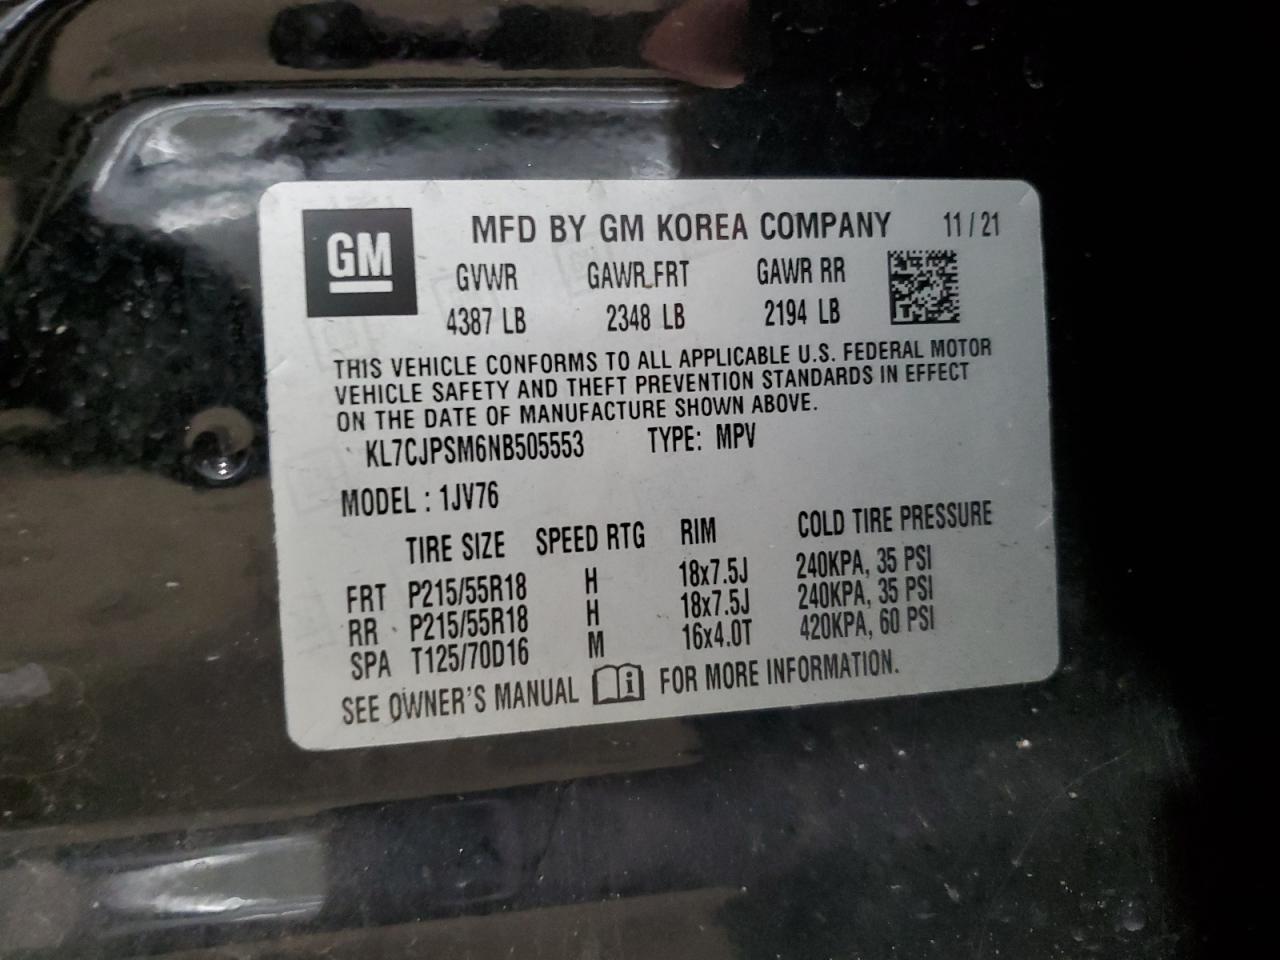 GM
MFD BY GM KOREA COMPANY 11/21
GVWR GAWR FRT GAWR RR
4387 LB 2348 LB 2194 LB
THIS VEHICLE CONFORMS TO ALL APPLICABLE U.S. FEDERAL MOTOR
VEHICLE SAFETY AND THEFT PREVENTION STANDARDS IN EFFECT
ON THE DATE OF MANUFACTURE SHOWN ABOVE.
KL7CJPSM6NB505553 TYPE: MPV
MODEL : 1JV76
TIRE SIZE SPEED RTG RIM COLD TIRE PRESSURE
FRT P215/55R18 H 18x7.5J 240KPA, 35 PSI
RR P215/55R18 H 18x7.5J 240KPA, 35 PSI
SPA T125/70D16 M 16x4.0T 420KPA, 60 PSI
SEE OWNER'S MANUAL i FOR MORE INFORMATION.